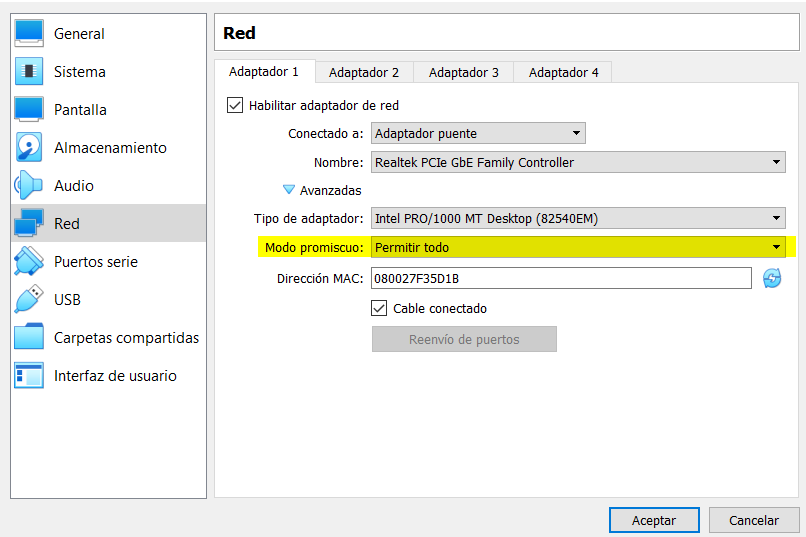 General
Sistema
Pantalla
Almacenamiento
Audio
Red
Puertos serie
USB
Carpetas compartidas
Interfaz de usuario
Red
Adaptador 1 Adaptador 2 Adaptador 3 Adaptador 4
Habilitar adaptador de red
Conectado a: Adaptador puente
Nombre: Realtek PCIe GbE Family Controller
Avanzadas
Tipo de adaptador: Intel PRO/1000 MT Desktop (82540EM)
Modo promiscuo: Permitir todo
Dirección MAC: 080027F35D1B
Cable conectado
Reenvío de puertos
Aceptar Cancelar